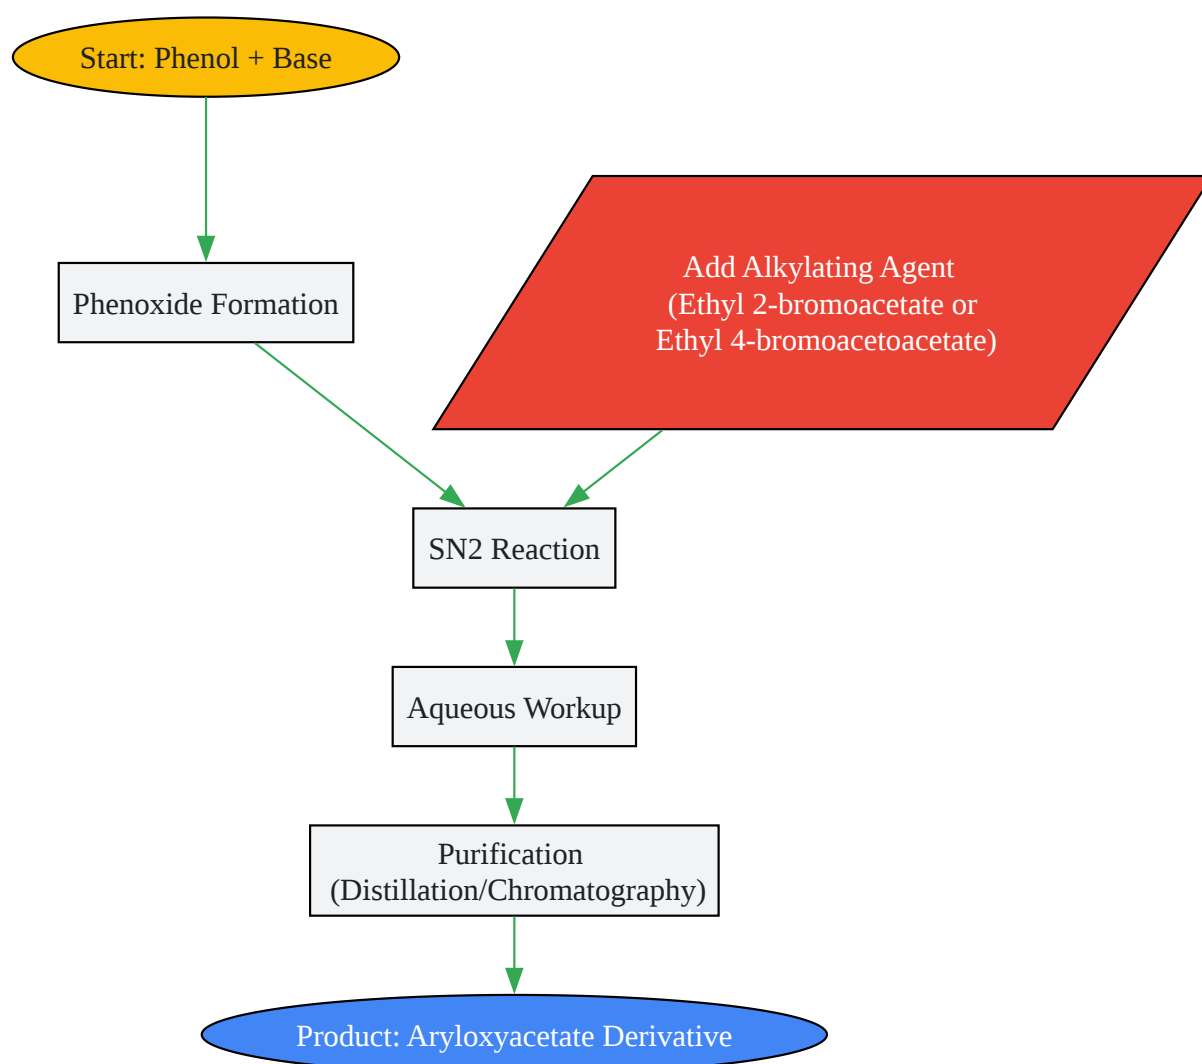 Start: Phenol + Base
Phenoxide Formation
Add Alkylating Agent
(Ethyl 2-bromoacetate or
Ethyl 4-bromoacetoacetate)
SN2 Reaction
Aqueous Workup
Purification
(Distillation/Chromatography)
Product: Aryloxyacetate Derivative